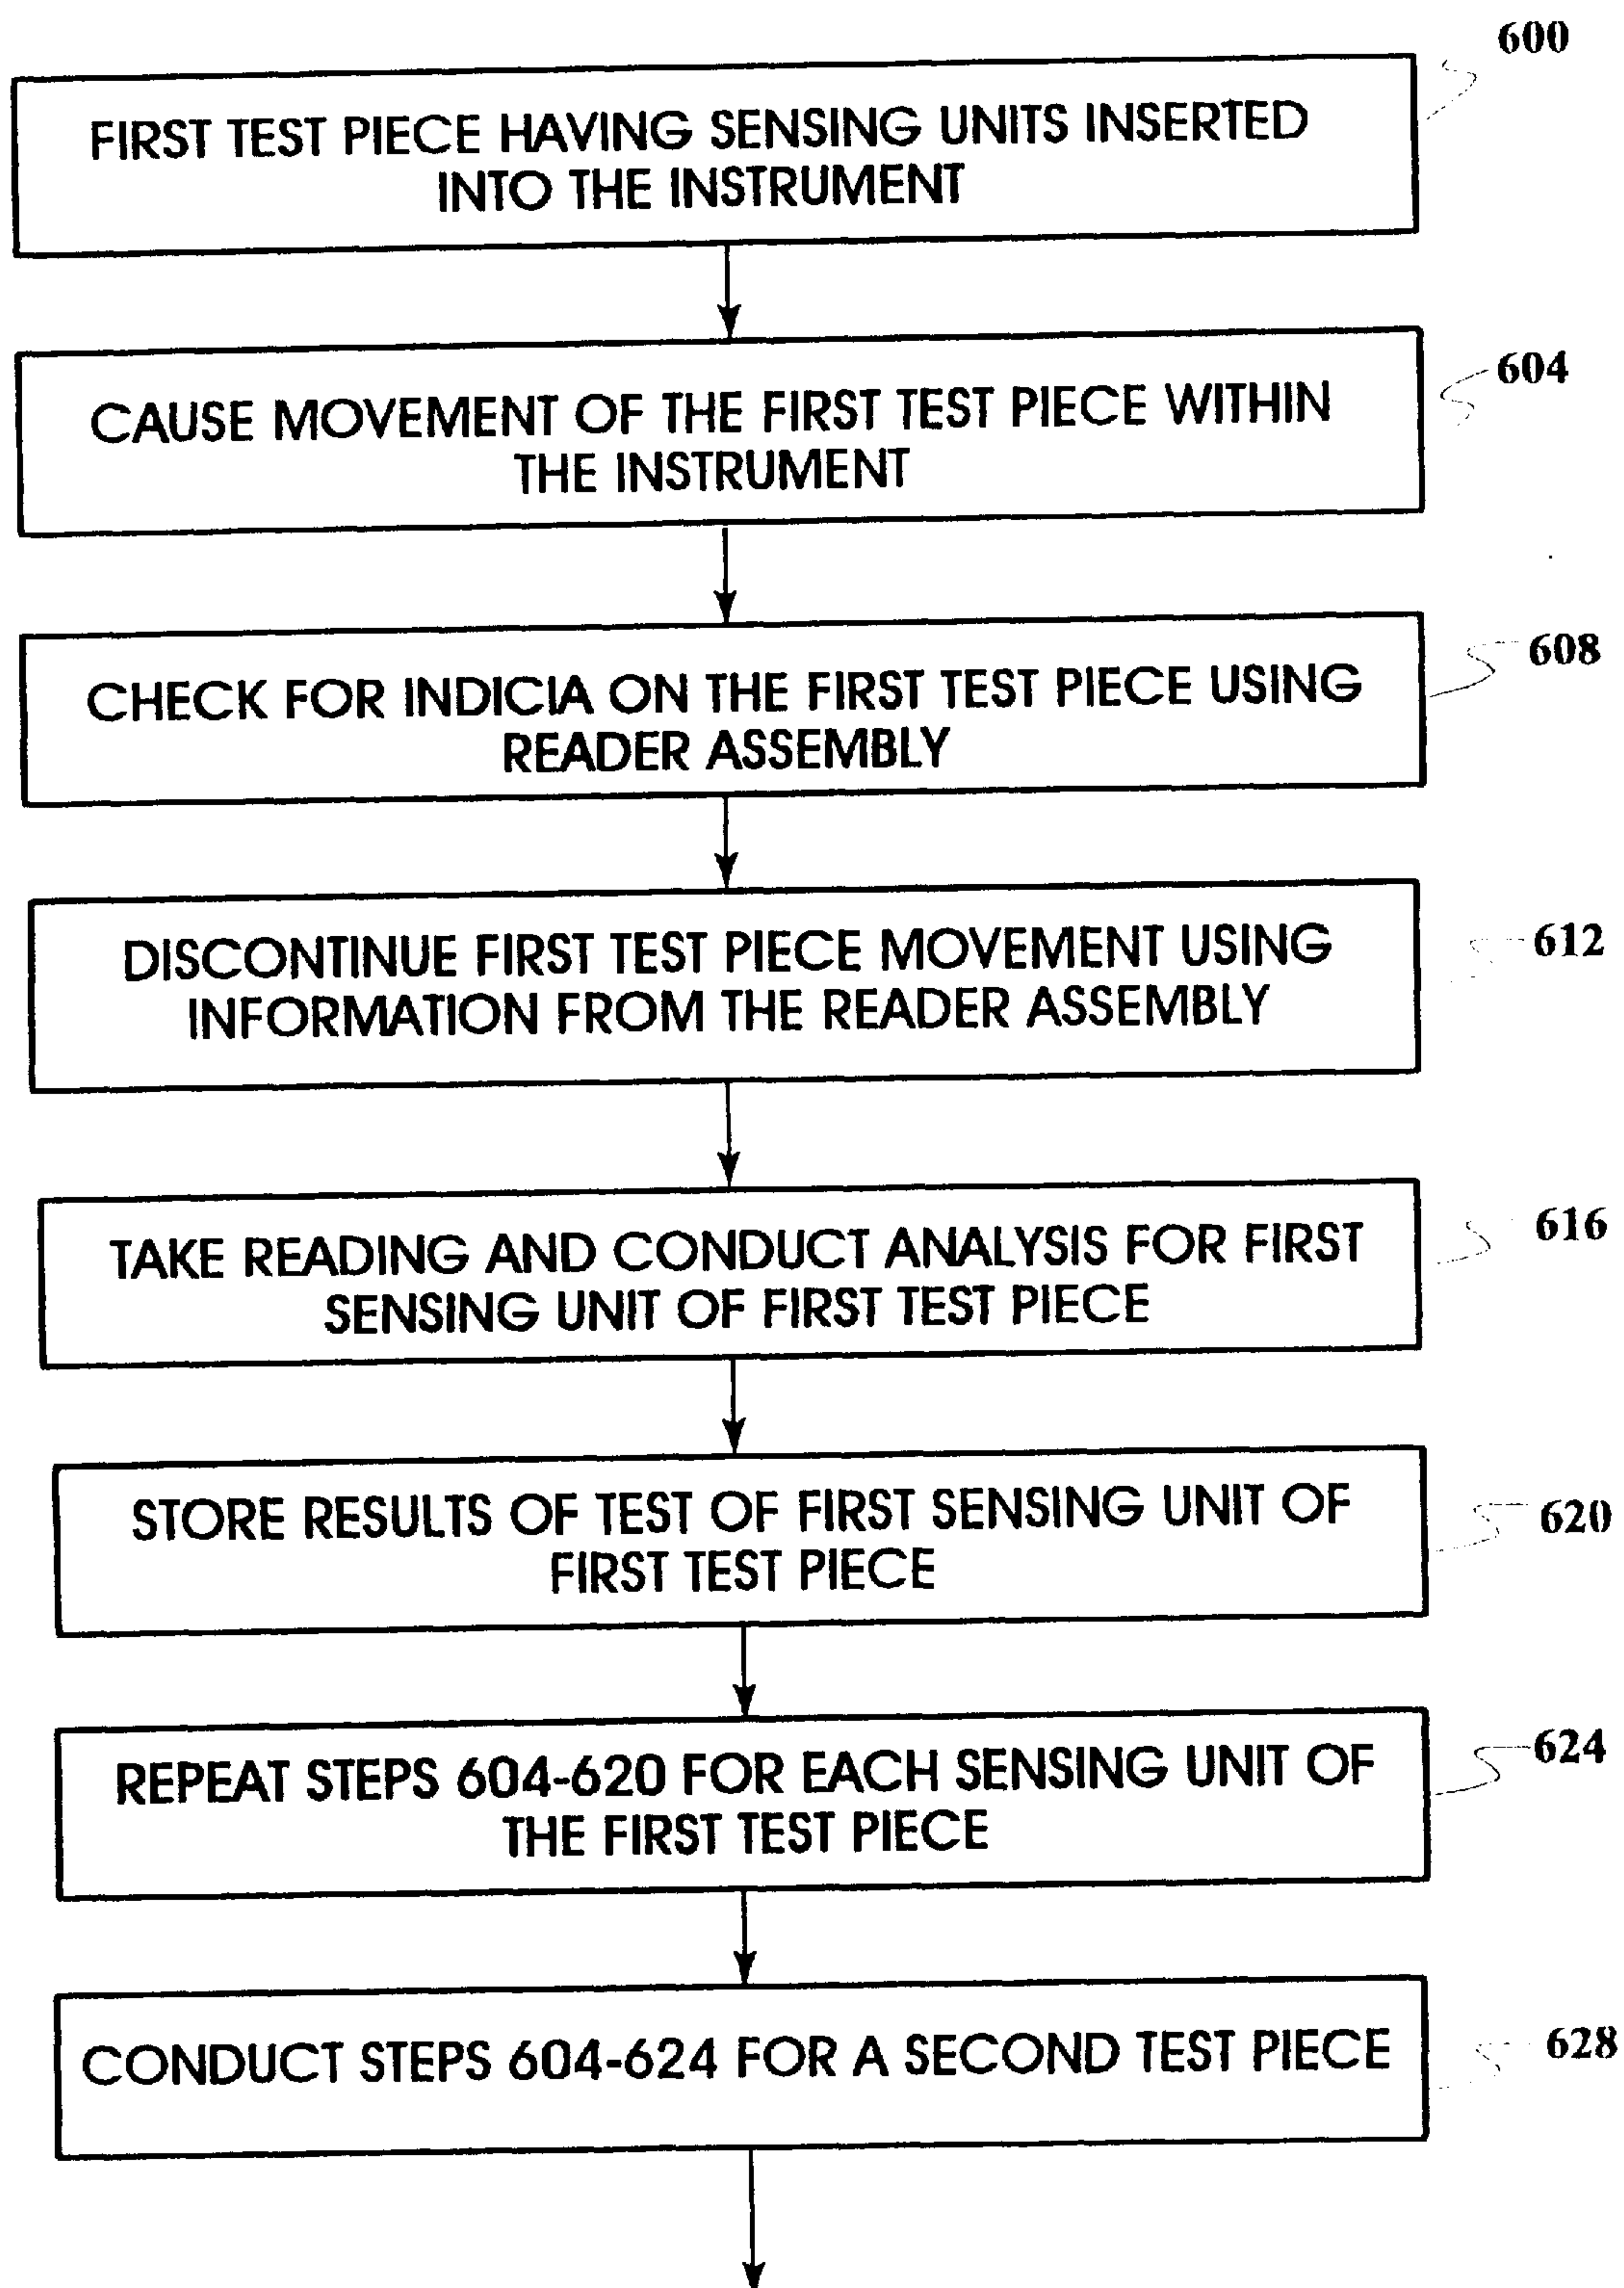 600
FIRST TEST PIECE HAVING SENSING UNITS INSERTED
INTO THE INSTRUMENT
604
CAUSE MOVEMENT OF THE FIRST TEST PIECE WITHIN
THE INSTRUMENT
608
CHECK FOR INDICIA ON THE FIRST TEST PIECE USING
READER ASSEMBLY
612
DISCONTINUE FIRST TEST PIECE MOVEMENT USING
INFORMATION FROM THE READER ASSEMBLY
616
TAKE READING AND CONDUCT ANALYSIS FOR FIRST
SENSING UNIT OF FIRST TEST PIECE
620
STORE RESULTS OF TEST OF FIRST SENSING UNIT OF
FIRST TEST PIECE
624
REPEAT STEPS 604-620 FOR EACH SENSING UNIT OF
THE FIRST TEST PIECE
628
CONDUCT STEPS 604-624 FOR A SECOND TEST PIECE